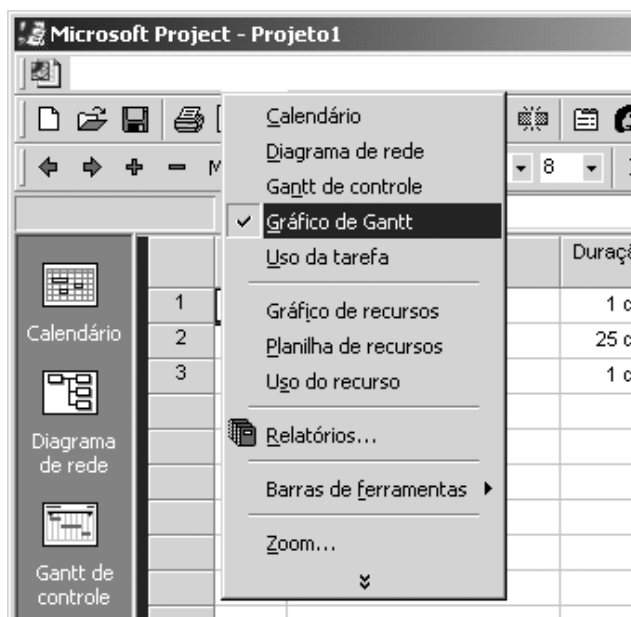 Microsoft Project - Projeto1
Calendário
Diagrama de rede
Gantt de controle
Gráfico de Gantt
Uso da tarefa
Gráfico de recursos
Planilha de recursos
Uso do recurso
Relatórios...
Barras de ferramentas
Zoom...
8
Duraçã
1
1 c
2
25 c
3
1 c
Calendário
Diagrama
de rede
Gantt de
controle